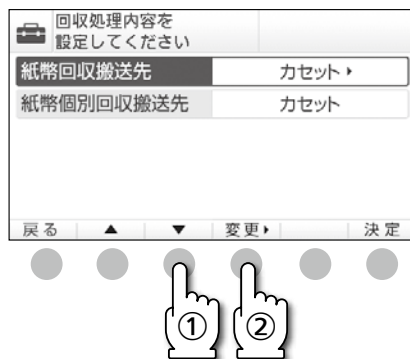 回収処理内容を
設定してください
紙幣回収搬送先 カセット▶
紙幣個別回収搬送先 カセット
戻る ▲ ▼ 変更▶ 決定
① ②